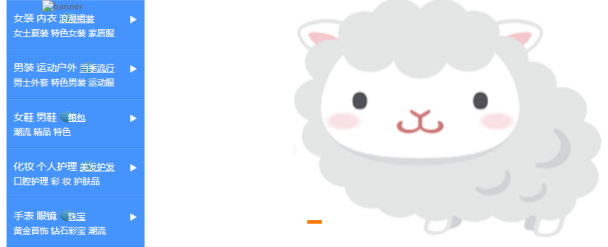 banner
女装 内衣 浪漫裙装
女士夏装 特色女装 家居服
男装 运动户外 当季流行
男士外套 特色男装 运动服
女鞋 男鞋 箱包
潮流 精品 特色
化妆 个人护理 美发护发
口腔护理 彩 妆 护肤品
手表 眼镜 珠宝
黄金首饰 钻石彩宝 潮流